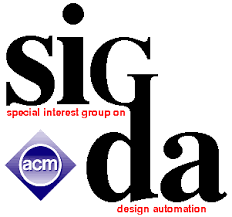 siG
special interest group on
acm
da
design automation